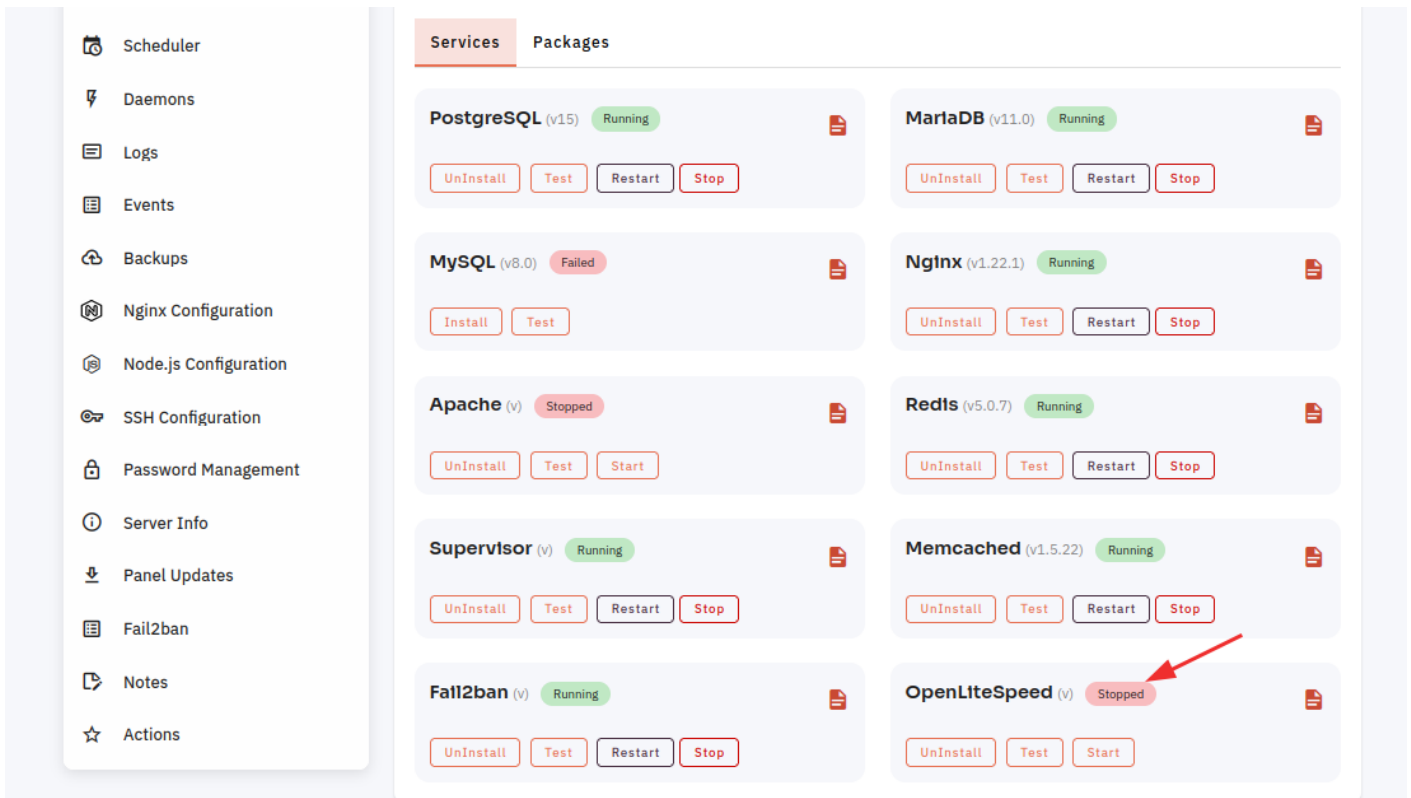 Scheduler
Daemons
Logs
Events
Backups
Nginx Configuration
Node.js Configuration
SSH Configuration
Password Management
Server Info
Panel Updates
Fail2ban
Notes
Actions
Services Packages
PostgreSQL (v15) Running
UnInstall Test Restart Stop
MariaDB (v11.0) Running
UnInstall Test Restart Stop
MySQL (v8.0) Failed
Install Test
Nginx (v1.22.1) Running
UnInstall Test Restart Stop
Apache (v) Stopped
UnInstall Test Start
Redis (v5.0.7) Running
UnInstall Test Restart Stop
Supervisor (v) Running
UnInstall Test Restart Stop
Memcached (v1.5.22) Running
UnInstall Test Restart Stop
Fail2ban (v) Running
UnInstall Test Restart Stop
OpenLiteSpeed (v) Stopped
UnInstall Test Start